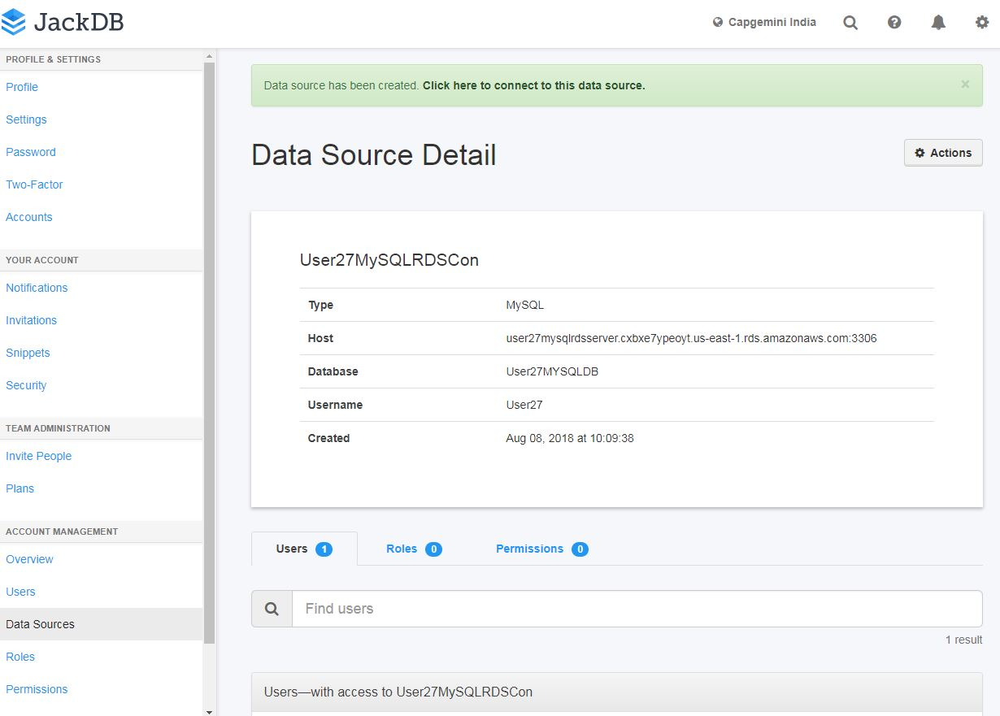 JackDB
Capgemini India
PROFILE & SETTINGS
Profile
Settings
Password
Two-Factor
Accounts
YOUR ACCOUNT
Notifications
Invitations
Snippets
Security
TEAM ADMINISTRATION
Invite People
Plans
ACCOUNT MANAGEMENT
Overview
Users
Data Sources
Roles
Permissions
Data source has been created. Click here to connect to this data source. ×
Data Source Detail
Actions
User27MySQLRDSCon
Type MySQL
Host user27mysqlrdsserver.cxbxe7ypeoyt.us-east-1.rds.amazonaws.com:3306
Database User27MYSQLDB
Username User27
Created Aug 08, 2018 at 10:09:38
Users 1 Roles 0 Permissions 0
Find users
1 result
Users—with access to User27MySQLRDSCon